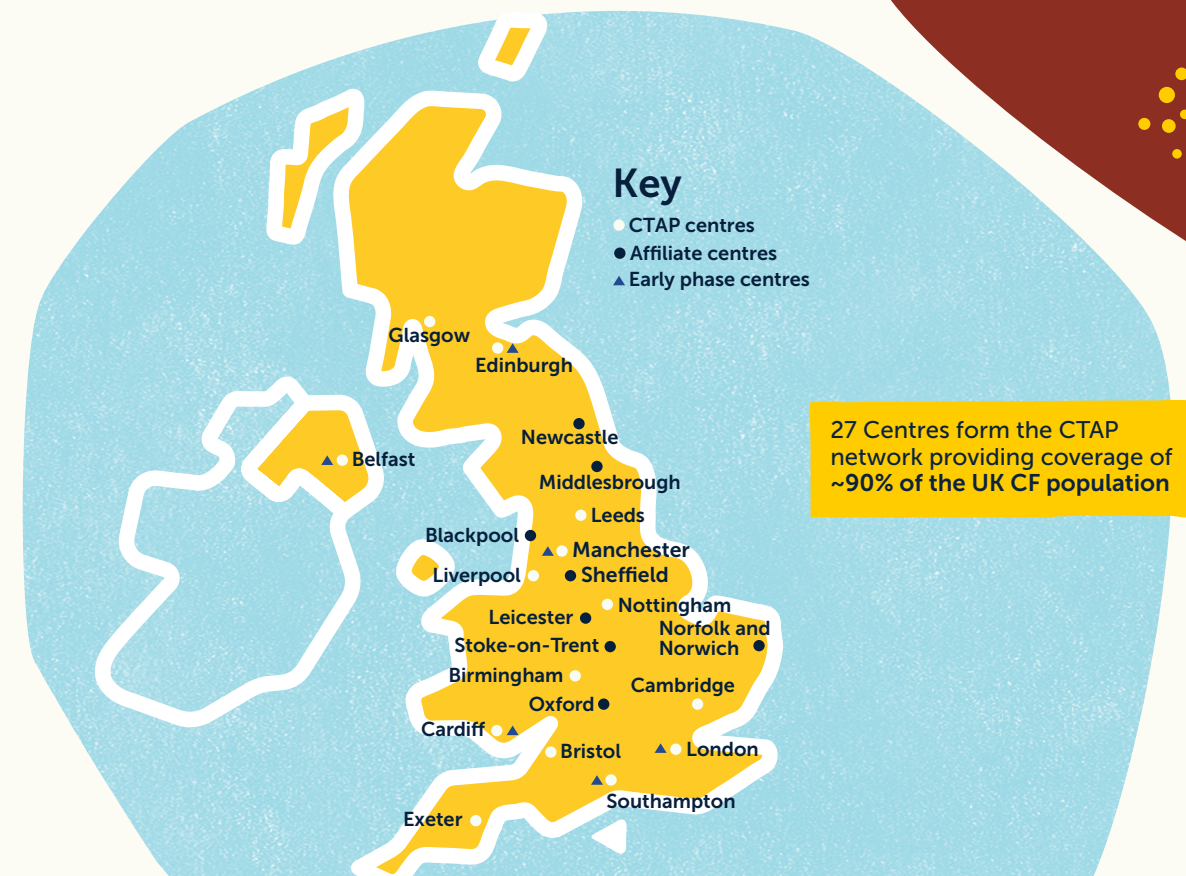 Key
CTAP centres
Affiliate centres
Early phase centres
Glasgow
Edinburgh
Newcastle
27 Centres form the CTAP
network providing coverage of
~90% of the UK CF population
Belfast
Middlesbrough
Leeds
Blackpool
Manchester
Liverpool
Sheffield
Nottingham
Leicester
Norfolk and
Norwich
Stoke-on-Trent
Birmingham
Cambridge
Oxford
Cardiff
Bristol
London
Southampton
Exeter